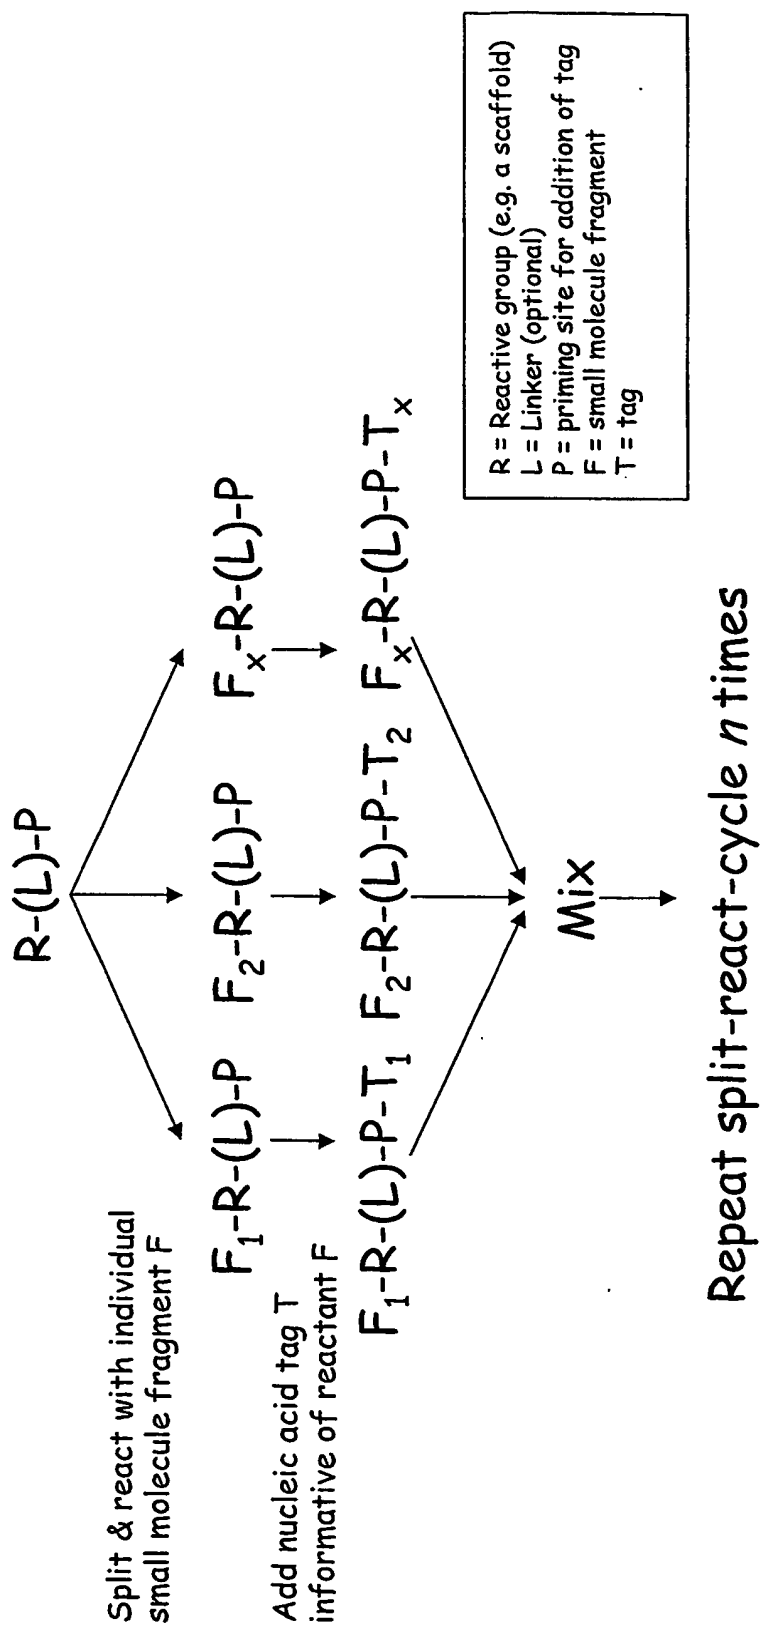 R-(L)-P
Split & react with individual
small molecule fragment F
F₁-R-(L)-P F₂-R-(L)-P Fₓ-R-(L)-P
Add nucleic acid tag T
informative of reactant F
F₁-R-(L)-P-T₁ F₂-R-(L)-P-T₂ Fₓ-R-(L)-P-Tₓ
Mix
Repeat split-react-cycle n times
R = Reactive group (e.g. a scaffold)
L = Linker (optional)
P = priming site for addition of tag
F = small molecule fragment
T = tag